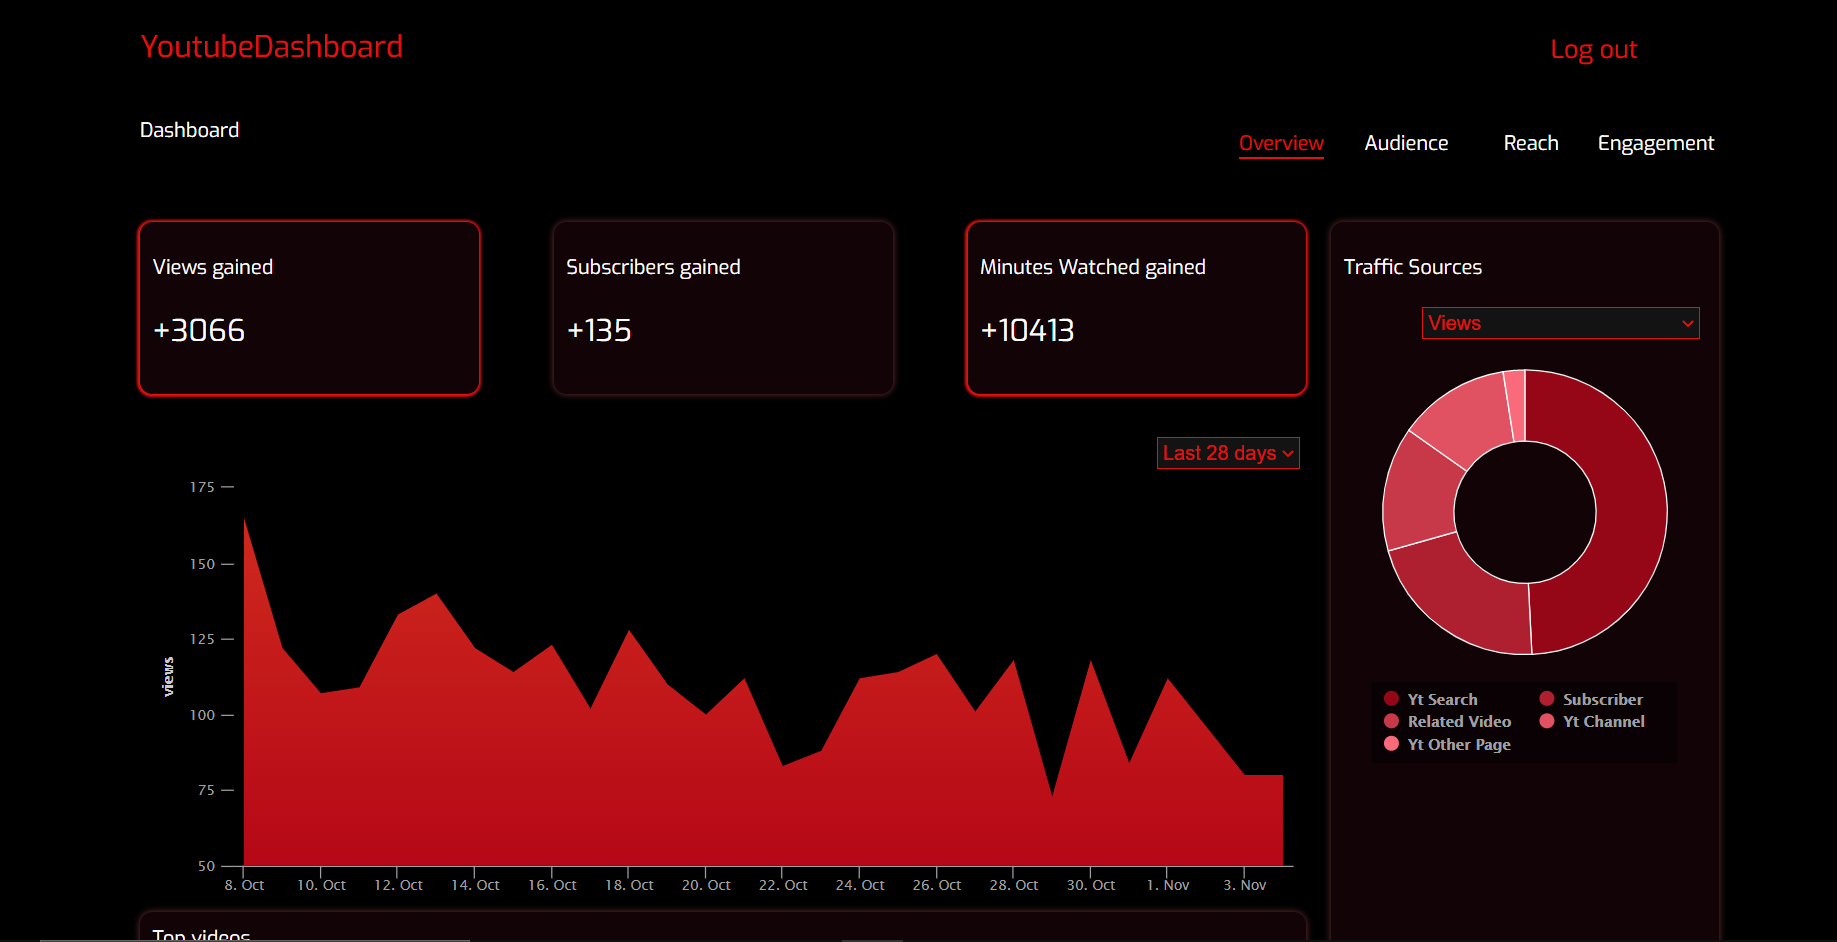 YoutubeDashboard
Log out
Dashboard
Overview
Audience
Reach
Engagement
Views gained
+3066
Subscribers gained
+135
Minutes Watched gained
+10413
Traffic Sources
Views
Last 28 days
175
150
125
100
75
50
views
8. Oct
10. Oct
12. Oct
14. Oct
16. Oct
18. Oct
20. Oct
22. Oct
24. Oct
26. Oct
28. Oct
30. Oct
1. Nov
3. Nov
Yt Search
Subscriber
Related Video
Yt Channel
Yt Other Page
Top videos